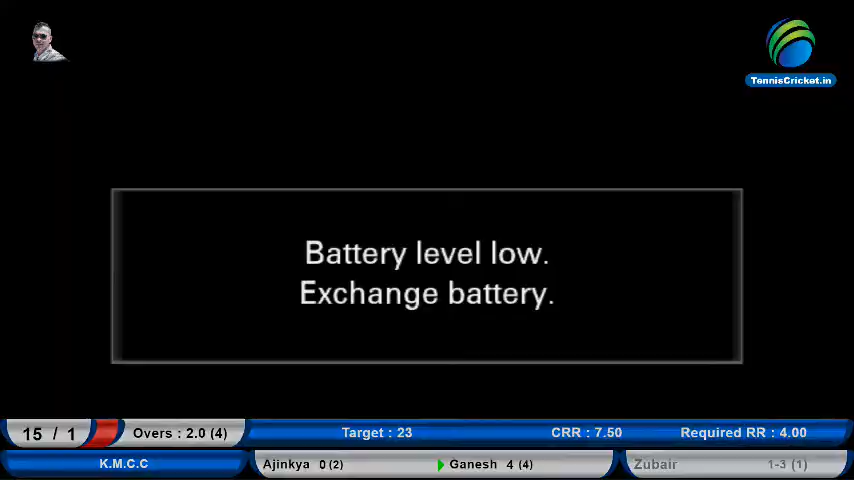 TennisCricket.in
Battery level low.
Exchange battery.
15 / 1 Overs : 2.0 (4) Target : 23 CRR : 7.50 Required RR : 4.00
K.M.C.C Ajinkya 0 (2) Ganesh 4 (4) Zubair 1-3 (1)